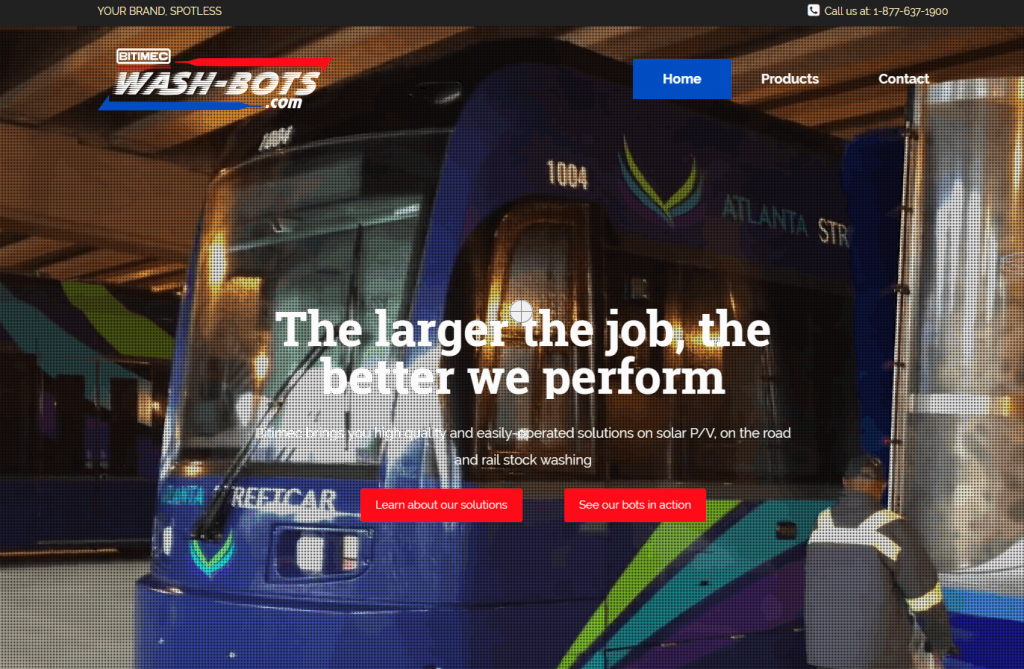 YOUR BRAND, SPOTLESS
Call us at: 1-877-637-1900
BITIMEC
WASH-BOTS
.com
Home
Products
Contact
1004
1004
ATLANTA STR
The larger the job, the
better we perform
Bitimec brings you high quality and easily-operated solutions on solar P/V, on the road
and rail stock washing
LANTA STREETCAR
Learn about our solutions
See our bots in action